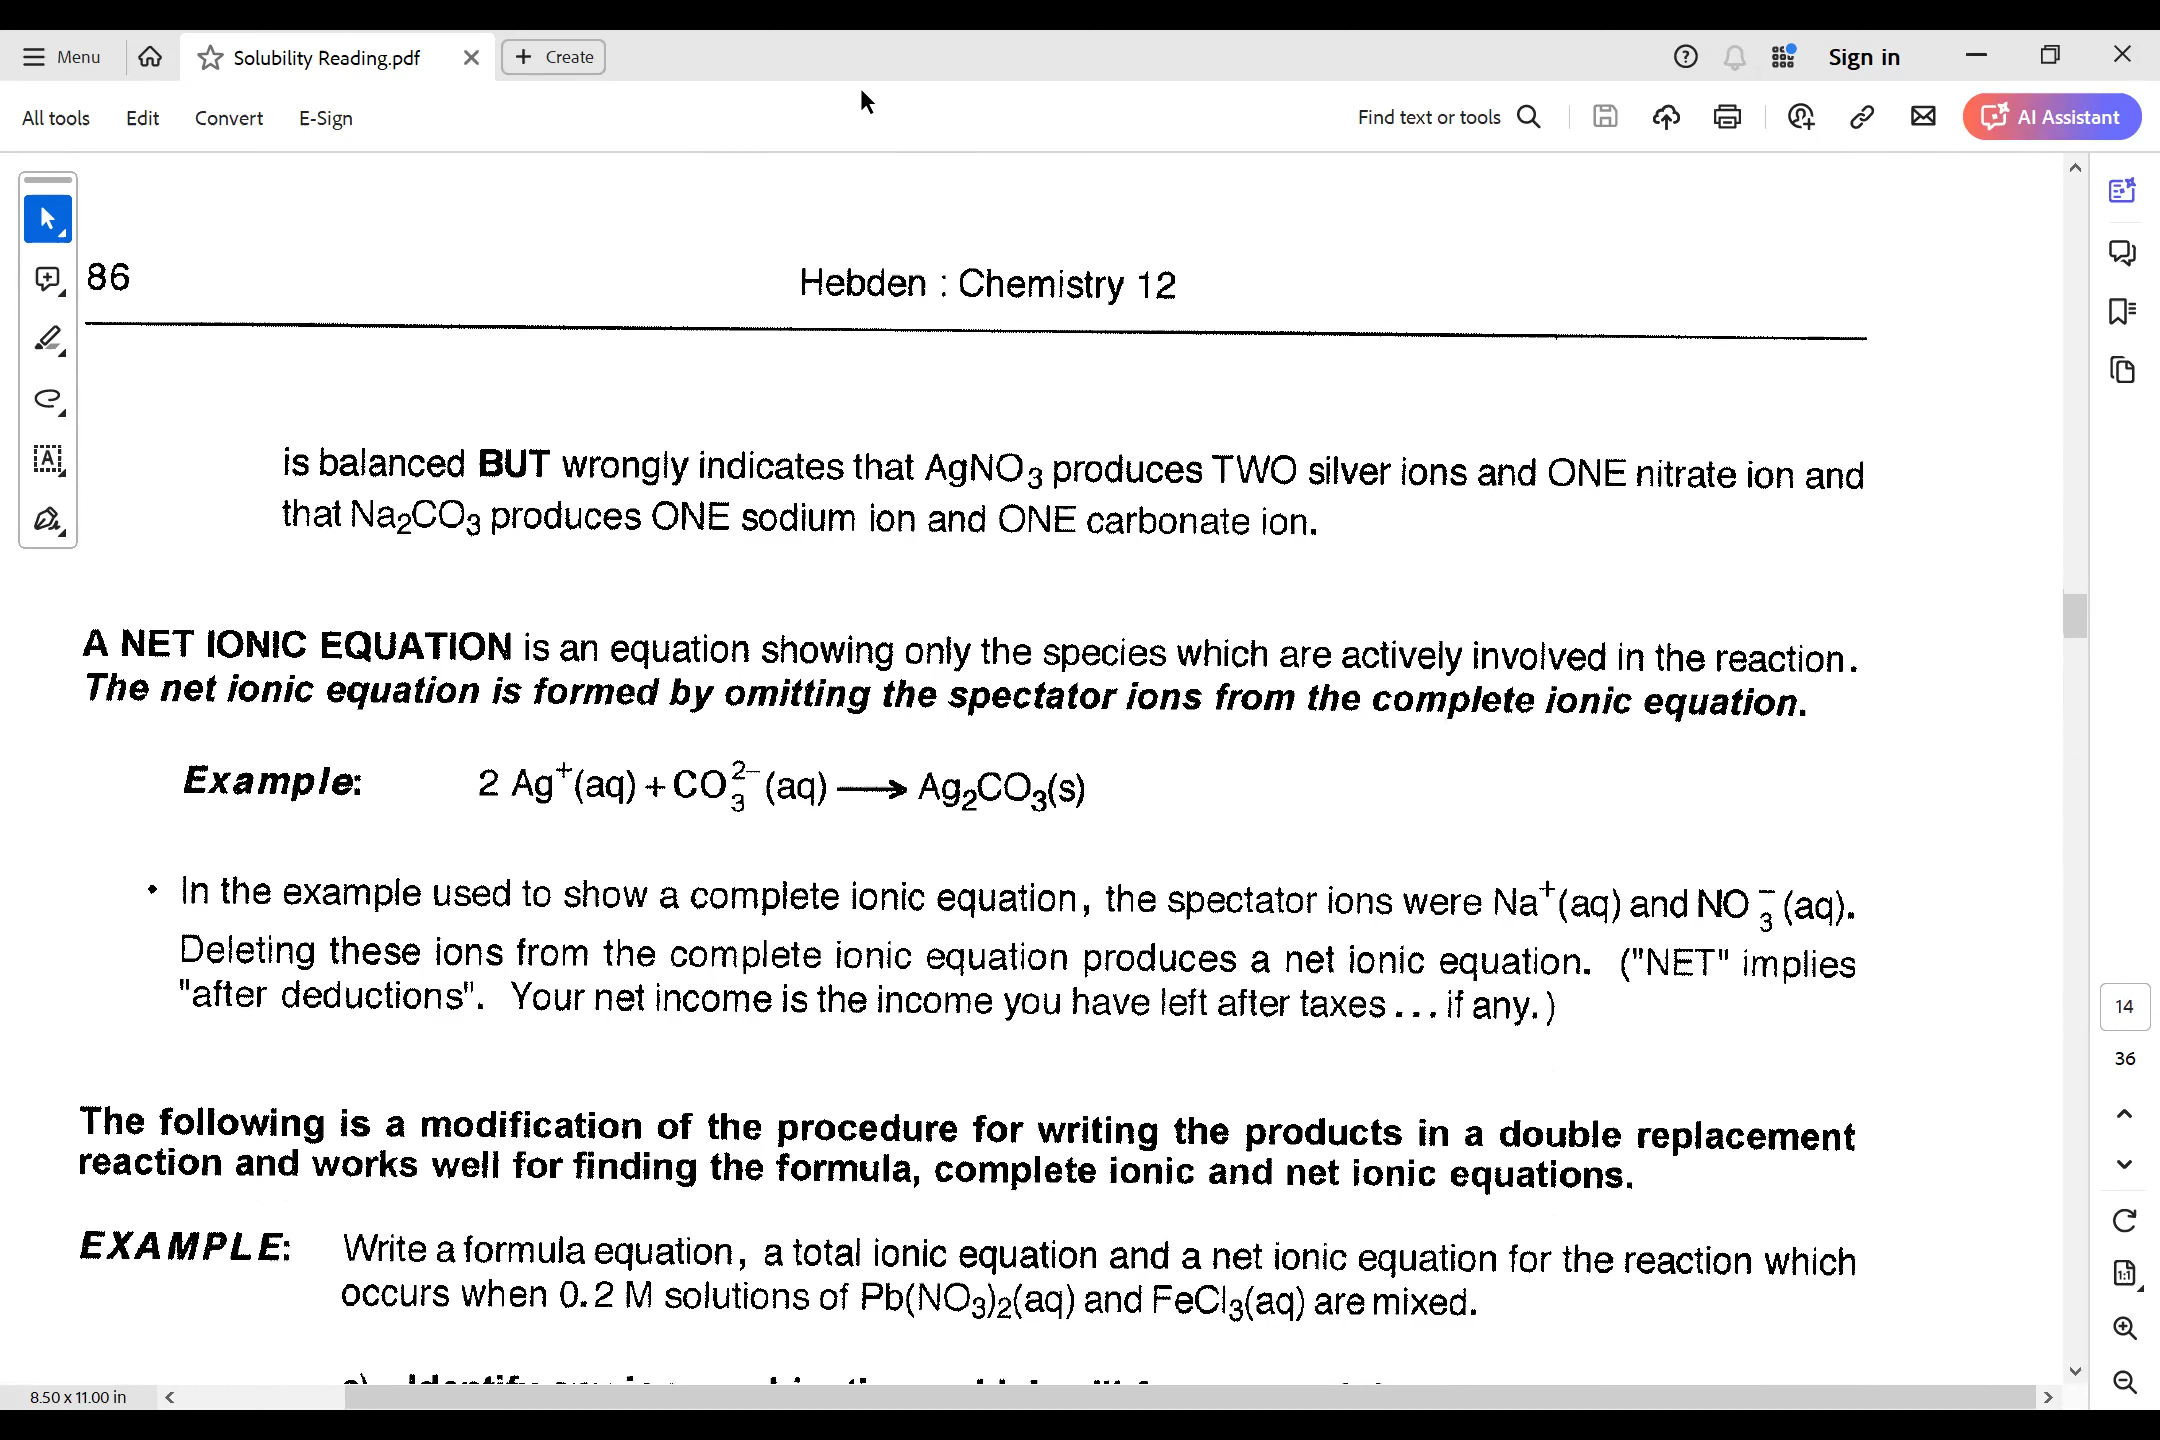 Menu
Solubility Reading.pdf
Create
Sign in
All tools
Edit
Convert
E-Sign
Find text or tools
AI Assistant
86
Hebden : Chemistry 12
is balanced BUT wrongly indicates that AgNO₃ produces TWO silver ions and ONE nitrate ion and
that Na₂CO₃ produces ONE sodium ion and ONE carbonate ion.
A NET IONIC EQUATION is an equation showing only the species which are actively involved in the reaction.
The net ionic equation is formed by omitting the spectator ions from the complete ionic equation.
Example: 2 Ag⁺(aq) + CO₃²⁻(aq) ⟶ Ag₂CO₃(s)
• In the example used to show a complete ionic equation, the spectator ions were Na⁺(aq) and NO₃⁻(aq).
Deleting these ions from the complete ionic equation produces a net ionic equation. ("NET" implies
"after deductions". Your net income is the income you have left after taxes ... if any.)
The following is a modification of the procedure for writing the products in a double replacement
reaction and works well for finding the formula, complete ionic and net ionic equations.
EXAMPLE: Write a formula equation, a total ionic equation and a net ionic equation for the reaction which
occurs when 0.2 M solutions of Pb(NO₃)₂(aq) and FeCl₃(aq) are mixed.
14
36
1:1
8.50 x 11.00 in